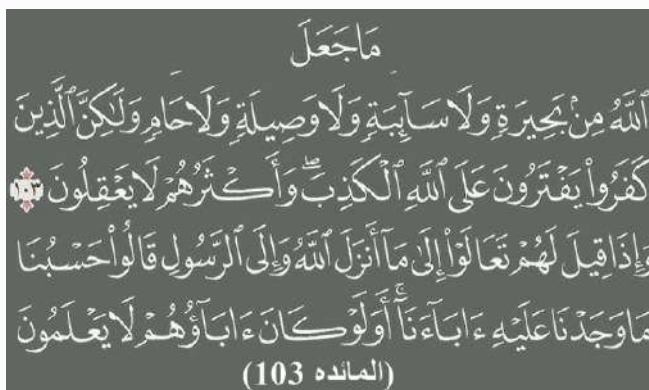 مَا جَعَلَ
ٱللَّهُ مِنۢ بَحِيرَةٍ وَلَا سَآئِبَةٍ وَلَا وَصِيلَةٍ وَلَا حَامٍ وَلَٰكِنَّ ٱلَّذِينَ
كَفَرُوا۟ يَفْتَرُونَ عَلَى ٱللَّهِ ٱلْكَذِبَ ۖ وَأَكْثَرُهُمْ لَا يَعْقِلُونَ ١٠٣
وَإِذَا قِيلَ لَهُمْ تَعَالَوْا۟ إِلَىٰ مَآ أَنزَلَ ٱللَّهُ وَإِلَى ٱلرَّسُولِ قَالُوا۟ حَسْبُنَا
مَا وَجَدْنَا عَلَيْهِ ءَابَآءَنَآ ۚ أَوَلَوْ كَانَ ءَابَآؤُهُمْ لَا يَعْلَمُونَ
(المائده 103)